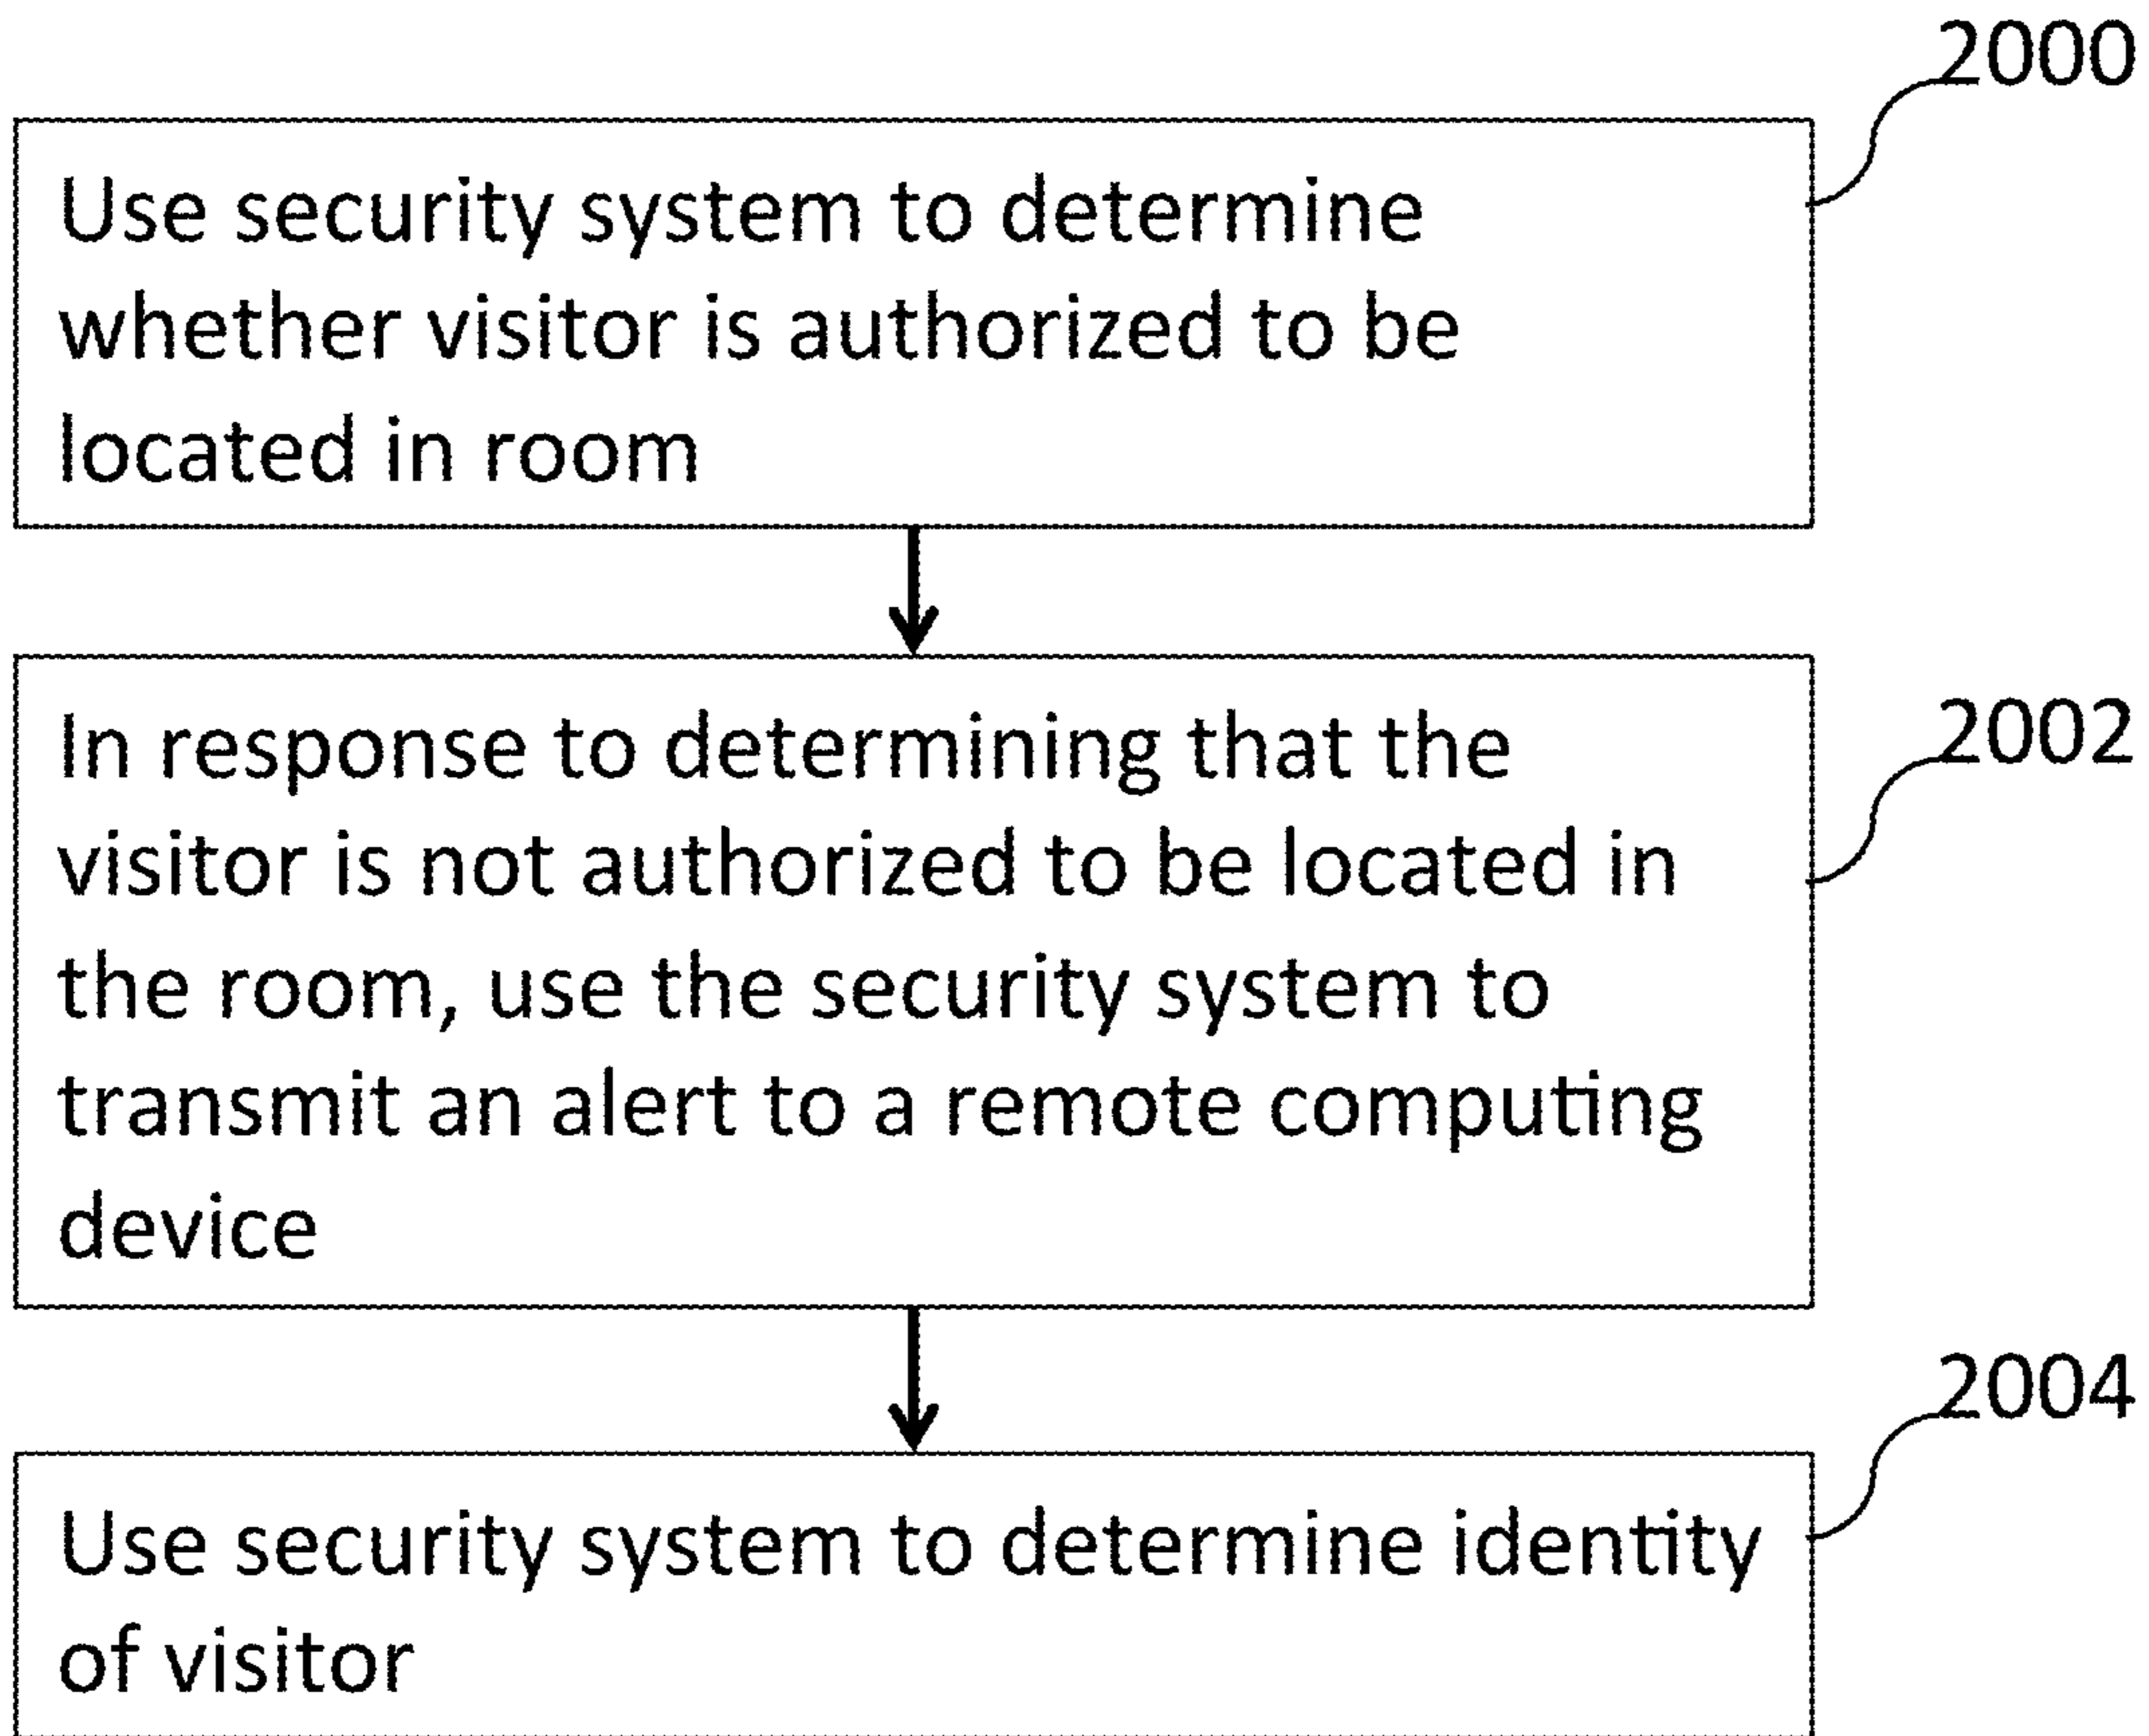 2000
Use security system to determine
whether visitor is authorized to be
located in room
2002
In response to determining that the
visitor is not authorized to be located in
the room, use the security system to
transmit an alert to a remote computing
device
2004
Use security system to determine identity
of visitor